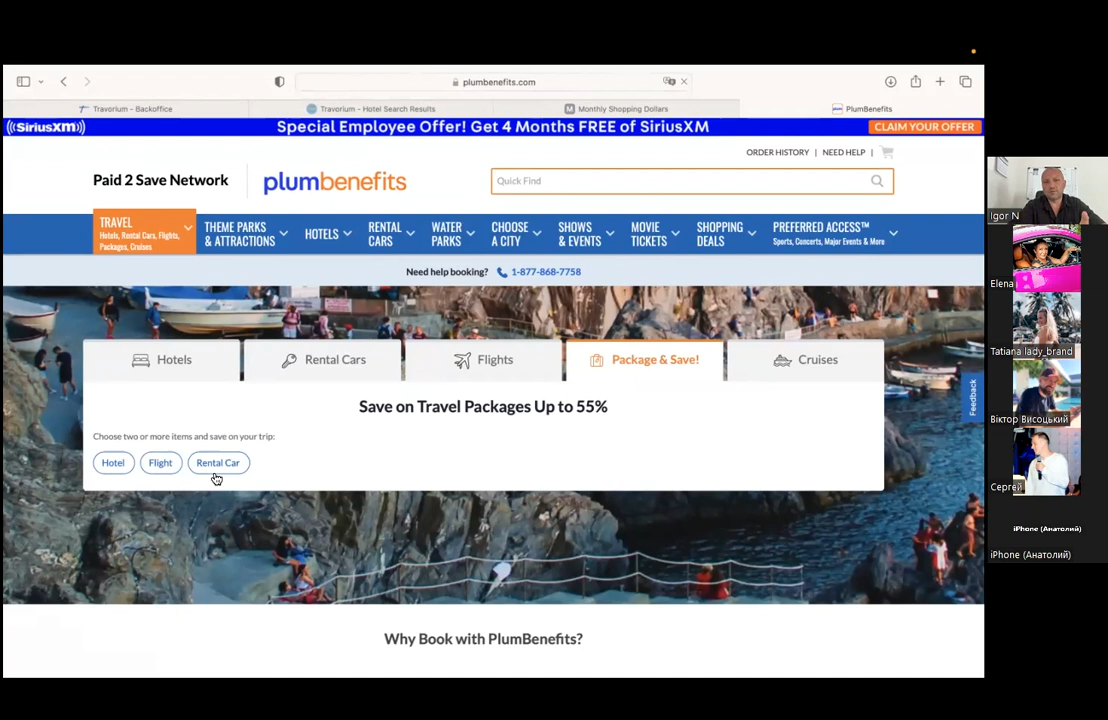 plumbenefits.com
Travorium - Backoffice
Travorium - Hotel Search Results
M Monthly Shopping Dollars
PlumBenefits
((SiriusXM))
Special Employee Offer! Get 4 Months FREE of SiriusXM
CLAIM YOUR OFFER
ORDER HISTORY | NEED HELP |
Paid 2 Save Network
plumbenefits
Quick Find
TRAVEL
Hotels, Rental Cars, Flights,
Packages, Cruises
THEME PARKS
& ATTRACTIONS
HOTELS
RENTAL
CARS
WATER
PARKS
CHOOSE
A CITY
SHOWS
& EVENTS
MOVIE
TICKETS
SHOPPING
DEALS
PREFERRED ACCESS™
Sports, Concerts, Major Events & More
Need help booking? 1-877-868-7758
Hotels
Rental Cars
Flights
Package & Save!
Cruises
Save on Travel Packages Up to 55%
Choose two or more items and save on your trip:
Hotel
Flight
Rental Car
Feedback
Why Book with PlumBenefits?
Igor N
Elena
Tatiana lady_brand
Віктор Висоцький
Сергей
iPhone (Анатолий)
iPhone (Анатолий)